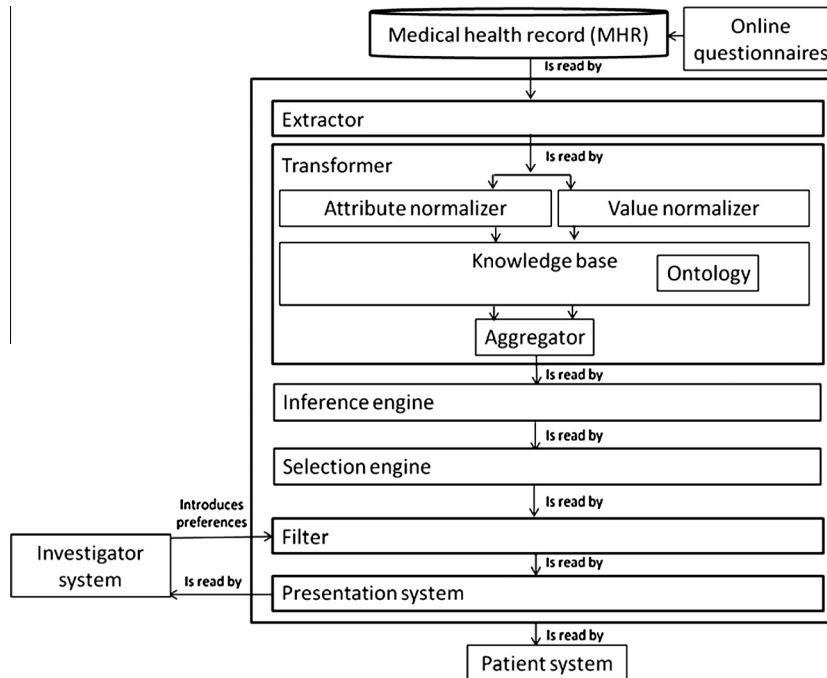 Medical health record (MHR)
Online
questionnaires
Is read by
Extractor
Is read by
Transformer
Attribute normalizer
Value normalizer
Knowledge base
Ontology
Aggregator
Is read by
Inference engine
Is read by
Selection engine
Is read by
Introduces
preferences
Filter
Investigator
system
Is read by
Is read by
Presentation system
Is read by
Patient system